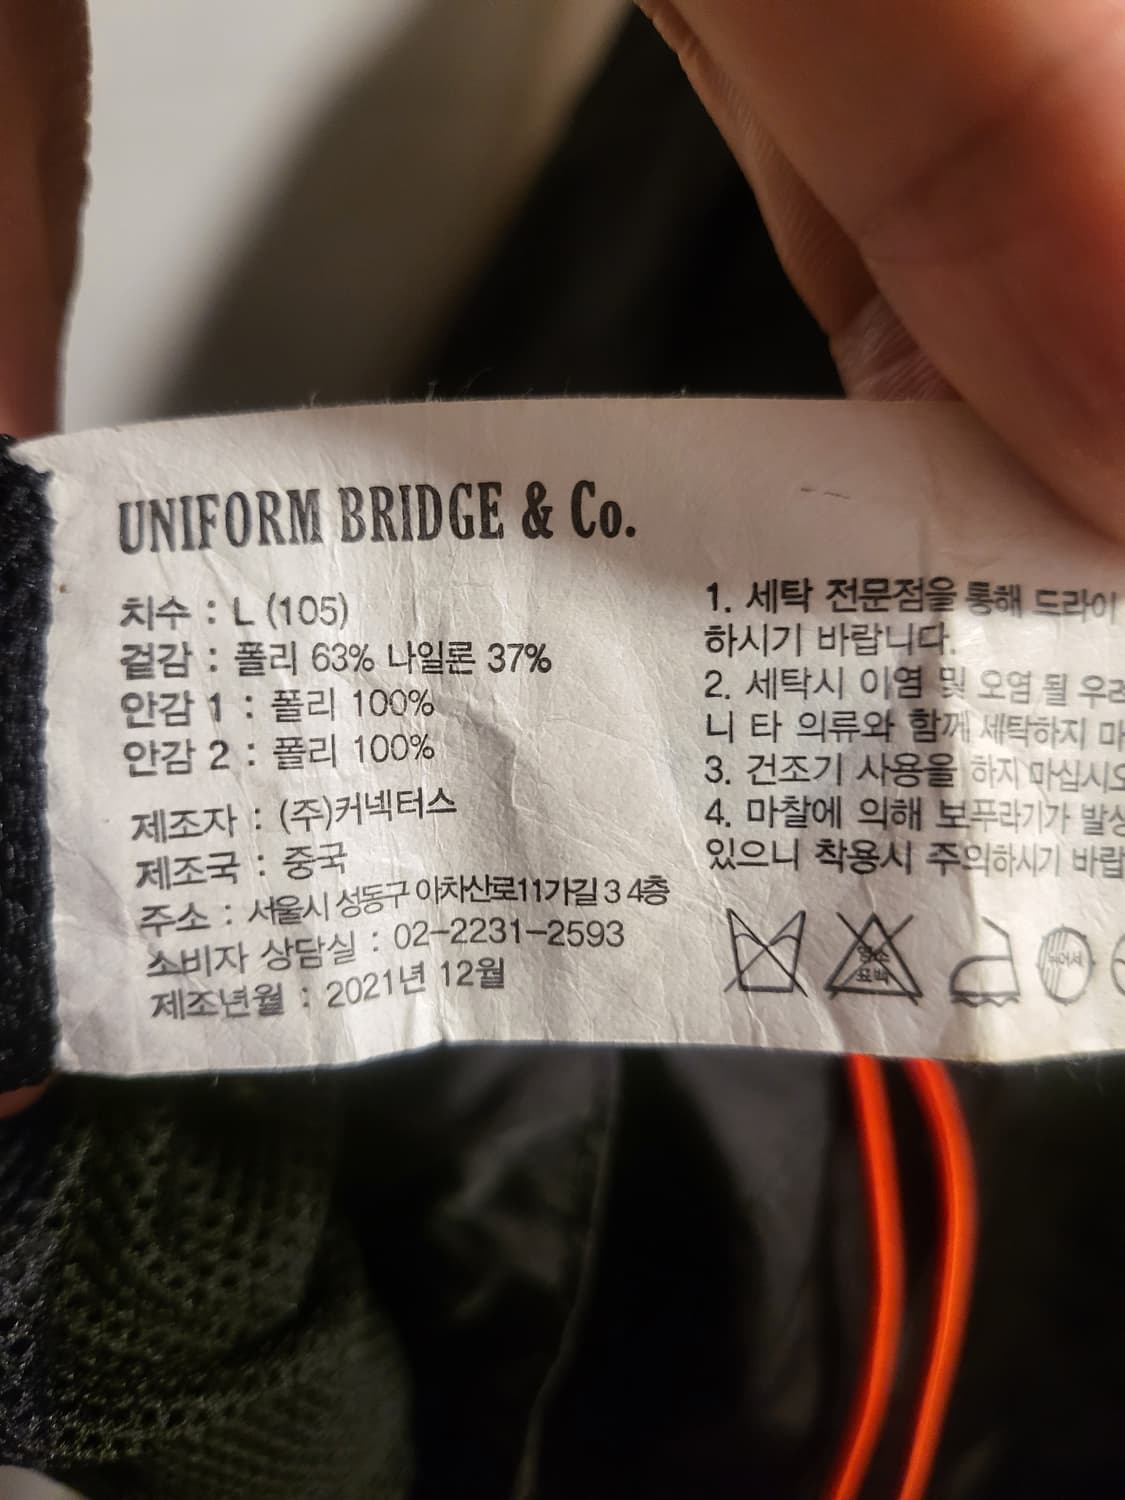 UNIFORM BRIDGE & Co.
치수 : L (105)
겉감 : 폴리 63% 나일론 37%
안감 1 : 폴리 100%
안감 2 : 폴리 100%
제조자 : (주)커넥터스
제조국 : 중국
주소 : 서울시 성동구 아차산로11가길 3 4층
소비자 상담실 : 02-2231-2593
제조년월 : 2021년 12월
1. 세탁 전문점을 통해 드라이
하시기 바랍니다.
2. 세탁시 이염 및 오염 될 우려
니 타 의류와 함께 세탁하지 마
3. 건조기 사용을 하지 마십시오
4. 마찰에 의해 보푸라기가 발생
있으니 착용시 주의하시기 바랍
염소
표백